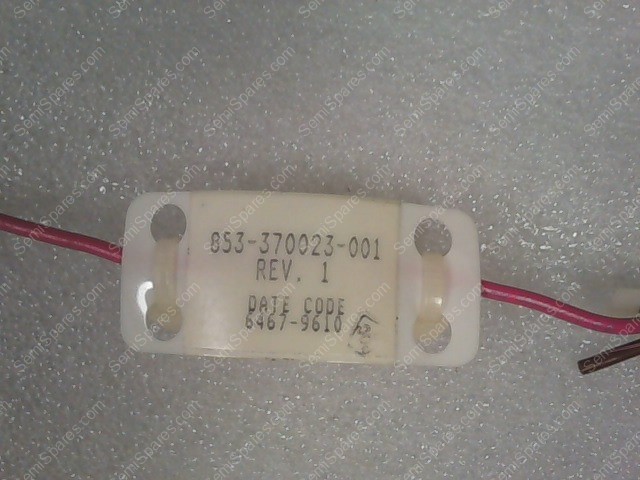 853-370023-001
REV. 1
DATE CODE
6467-9610
SemiSpares.com